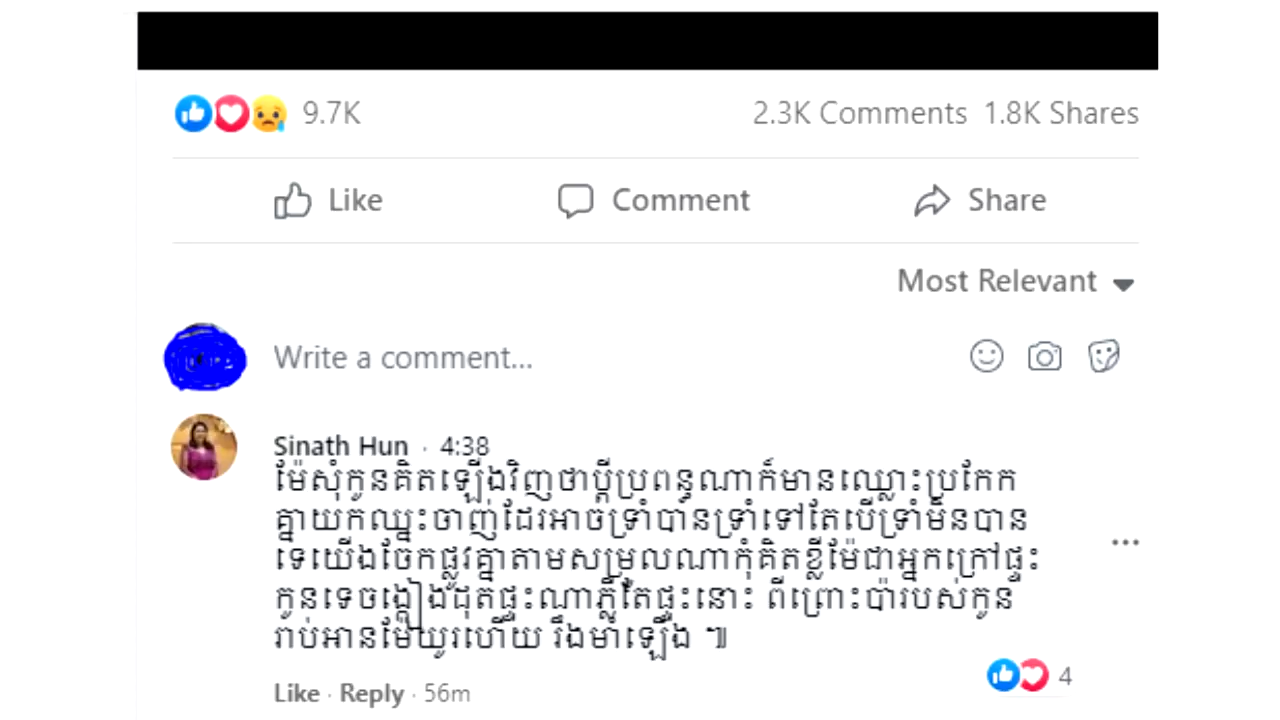 9.7K 2.3K Comments 1.8K Shares
Like Comment Share
Most Relevant
Write a comment...
Sinath Hun · 4:38
ម៉ែសុំកូនគិតឡើងវិញថាប្ដីប្រពន្ធណាក៏មានឈ្លោះប្រកែក
គ្នាយកឈ្នះចាញ់ដែរអាចទ្រាំបានទ្រាំទៅតែបើទ្រាំមិនបាន
ទេយើងចែកផ្លូវគ្នាតាមសម្រួលណាកុំគិតខ្លីម៉ែជាអ្នកក្រៅផ្ទះ
កូនទេចង្កៀងដុតផ្ទះណាភ្លឺតែផ្ទះនោះ ពីព្រោះប៉ារបស់កូន
រាប់អានម៉ែយូរហើយ រឹងមាំឡើង ៕
4
Like · Reply · 56m